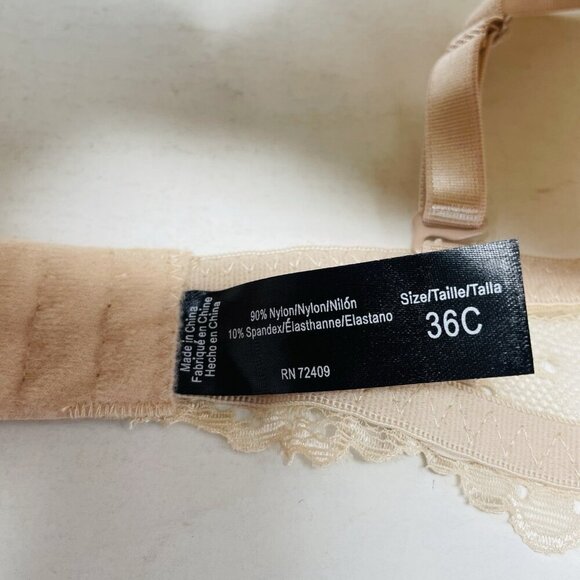 Made in China
Fabriqué en Chine
Hecho en China
90% Nylon/Nylon/Nilón
10% Spandex/Élasthanne/Elastano
RN 72409
Size/Taille/Talla
36C